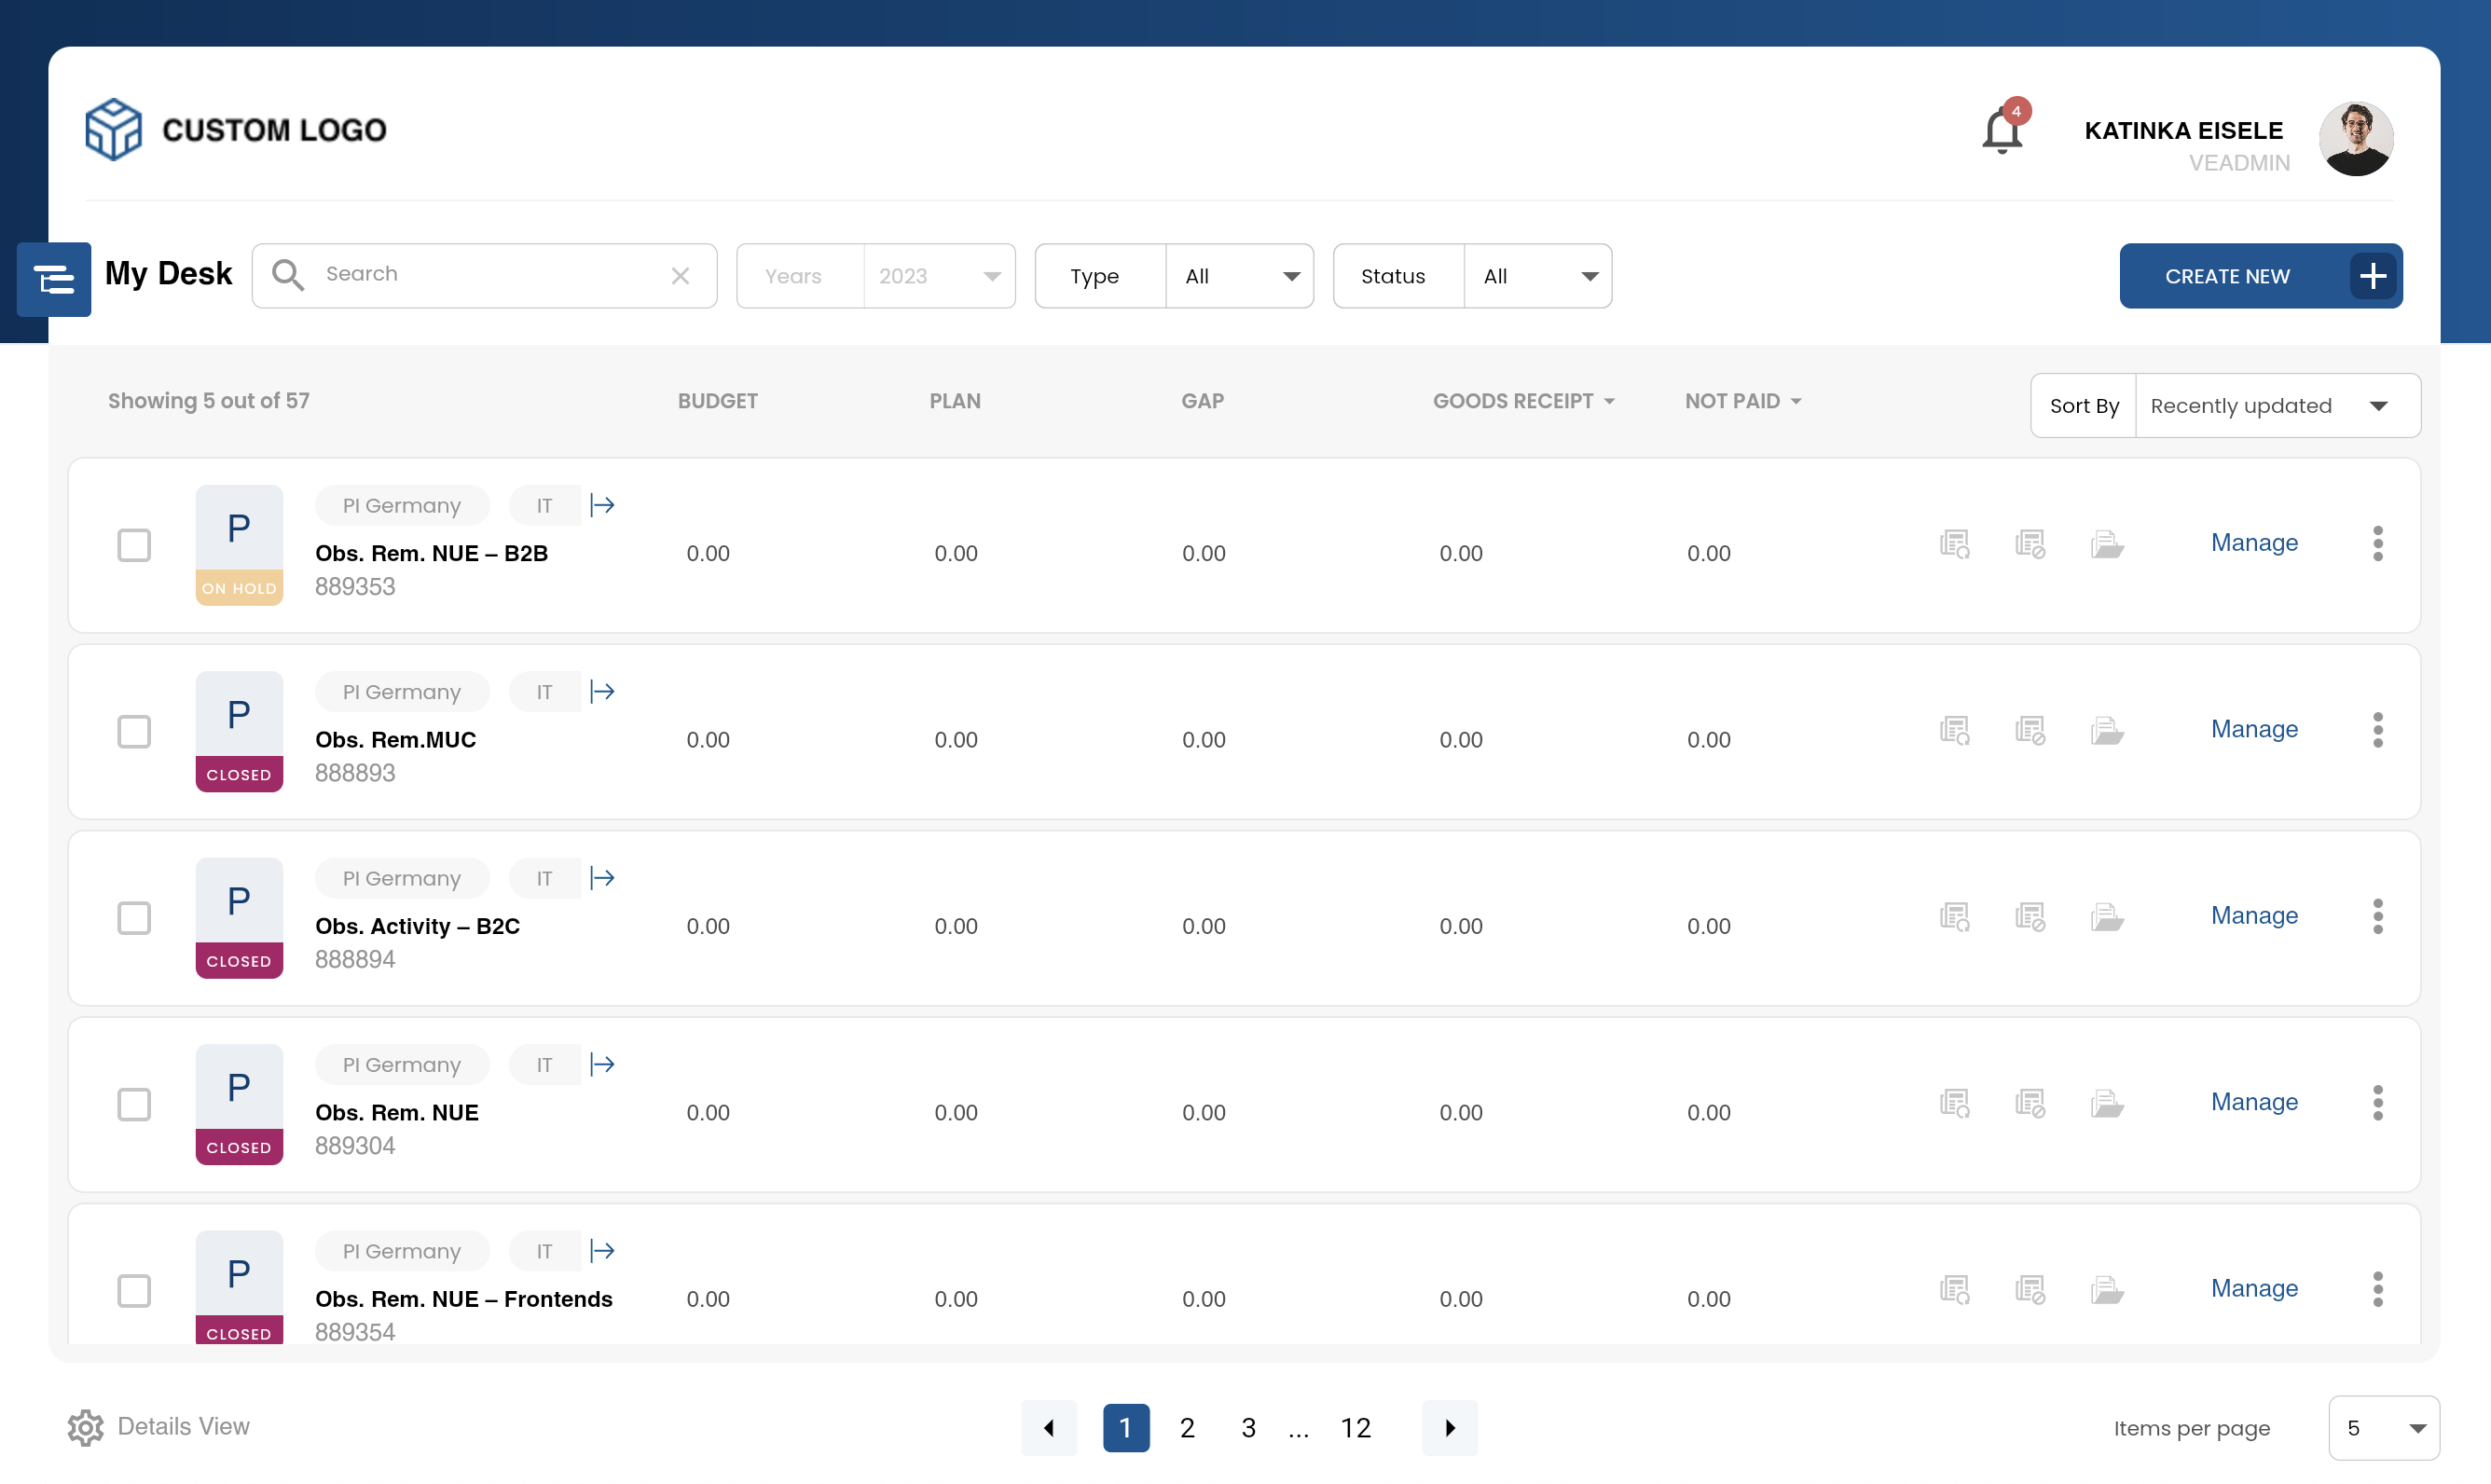 CUSTOM LOGO
4
KATINKA EISELE
VEADMIN
My Desk
Search
Years 2023
Type All
Status All
CREATE NEW
Showing 5 out of 57 BUDGET PLAN GAP GOODS RECEIPT NOT PAID
Sort By Recently updated
P
ON HOLD
PI Germany IT
Obs. Rem. NUE – B2B
889353
0.00 0.00 0.00 0.00 0.00
Manage
P
CLOSED
PI Germany IT
Obs. Rem.MUC
888893
0.00 0.00 0.00 0.00 0.00
Manage
P
CLOSED
PI Germany IT
Obs. Activity – B2C
888894
0.00 0.00 0.00 0.00 0.00
Manage
P
CLOSED
PI Germany IT
Obs. Rem. NUE
889304
0.00 0.00 0.00 0.00 0.00
Manage
P
CLOSED
PI Germany IT
Obs. Rem. NUE – Frontends
889354
0.00 0.00 0.00 0.00 0.00
Manage
Details View
1 2 3 ... 12
Items per page 5